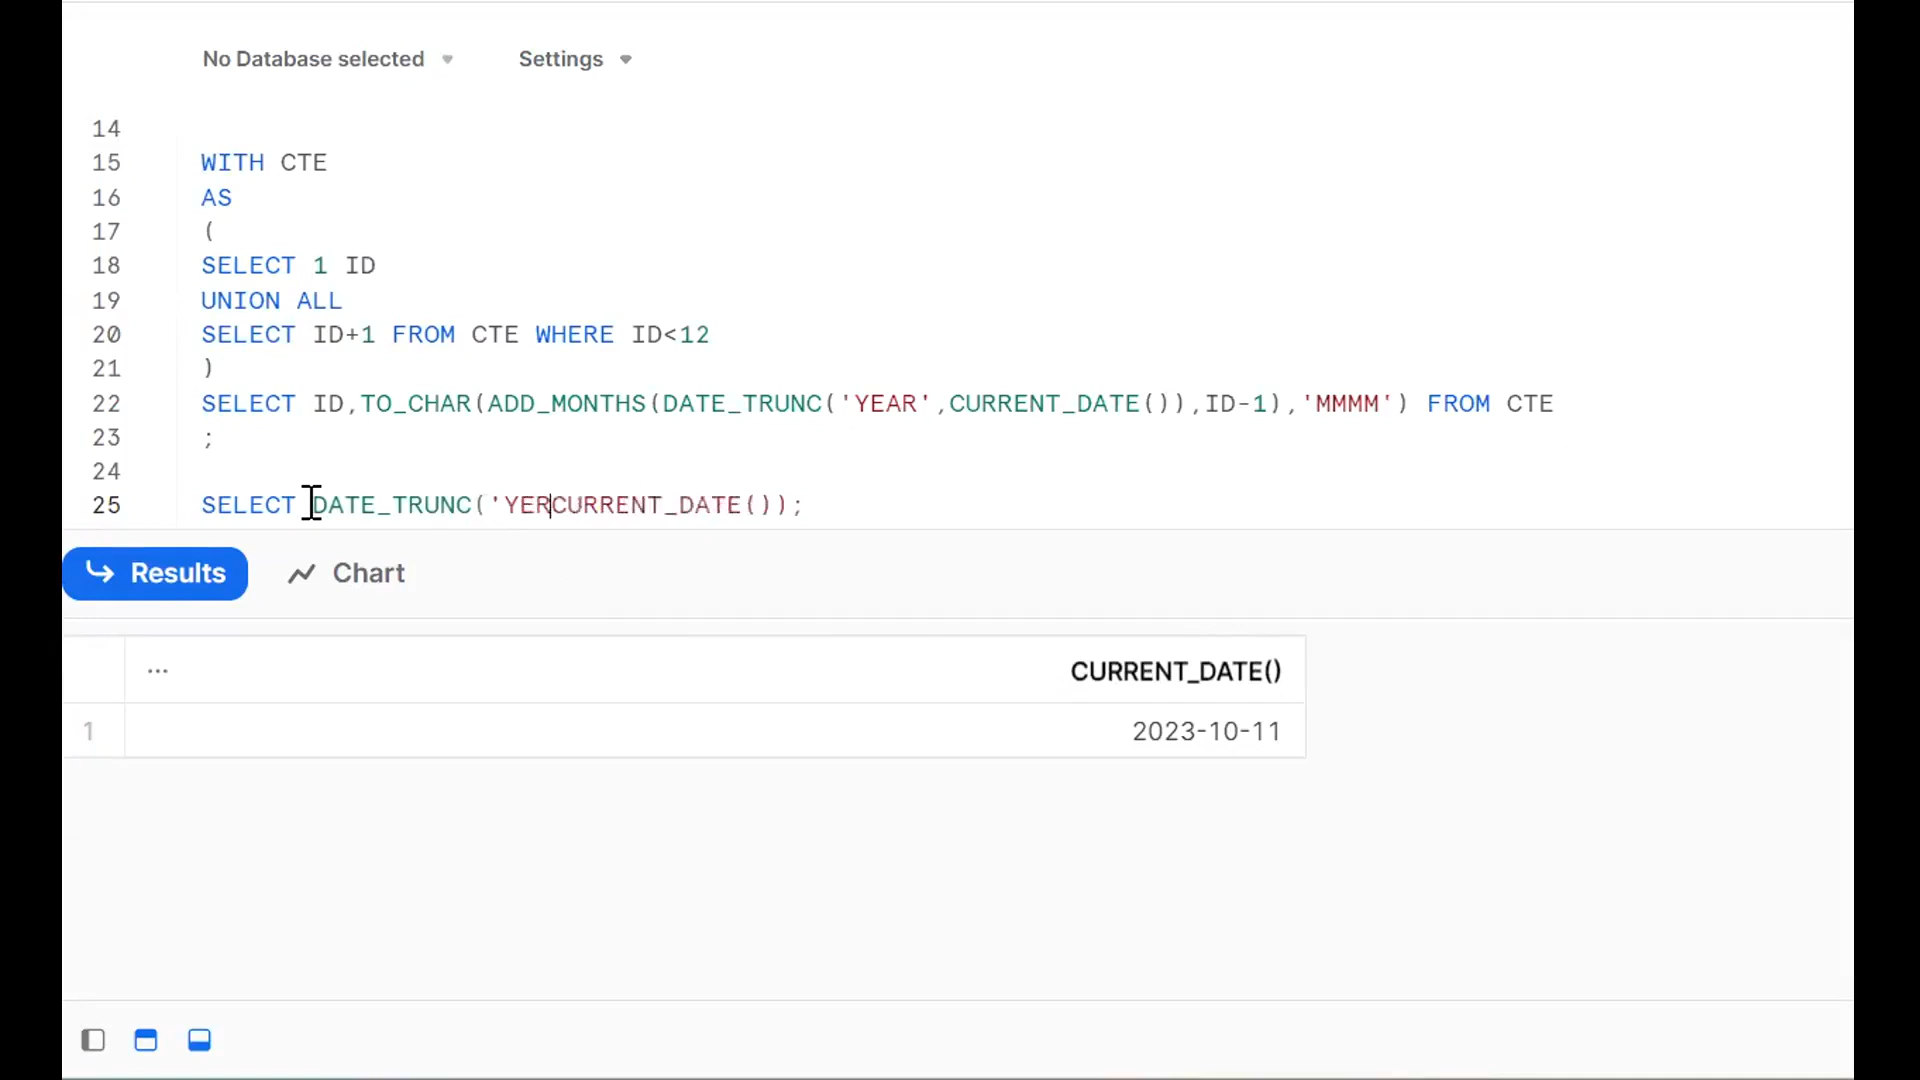 No Database selected Settings
14
15 WITH CTE
16 AS
17 (
18 SELECT 1 ID
19 UNION ALL
20 SELECT ID+1 FROM CTE WHERE ID<12
21 )
22 SELECT ID,TO_CHAR(ADD_MONTHS(DATE_TRUNC('YEAR',CURRENT_DATE()),ID-1),'MMMM') FROM CTE
23 ;
24
25 SELECT DATE_TRUNC('YERCURRENT_DATE());
Results Chart
... CURRENT_DATE()
1 2023-10-11